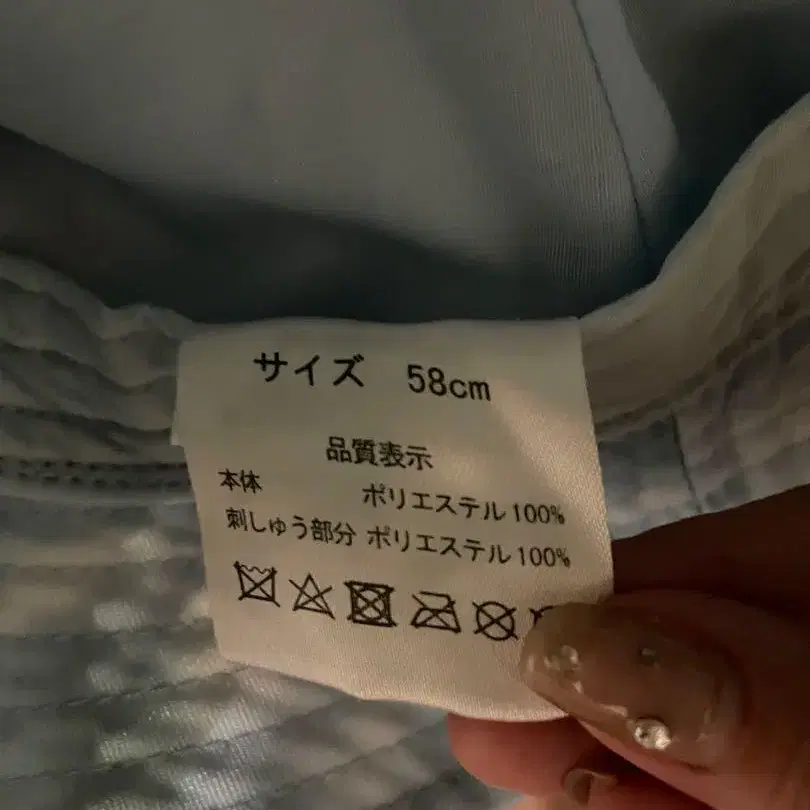 サイズ 58cm
品質表示
本体 ポリエステル100%
刺しゅう部分 ポリエステル100%